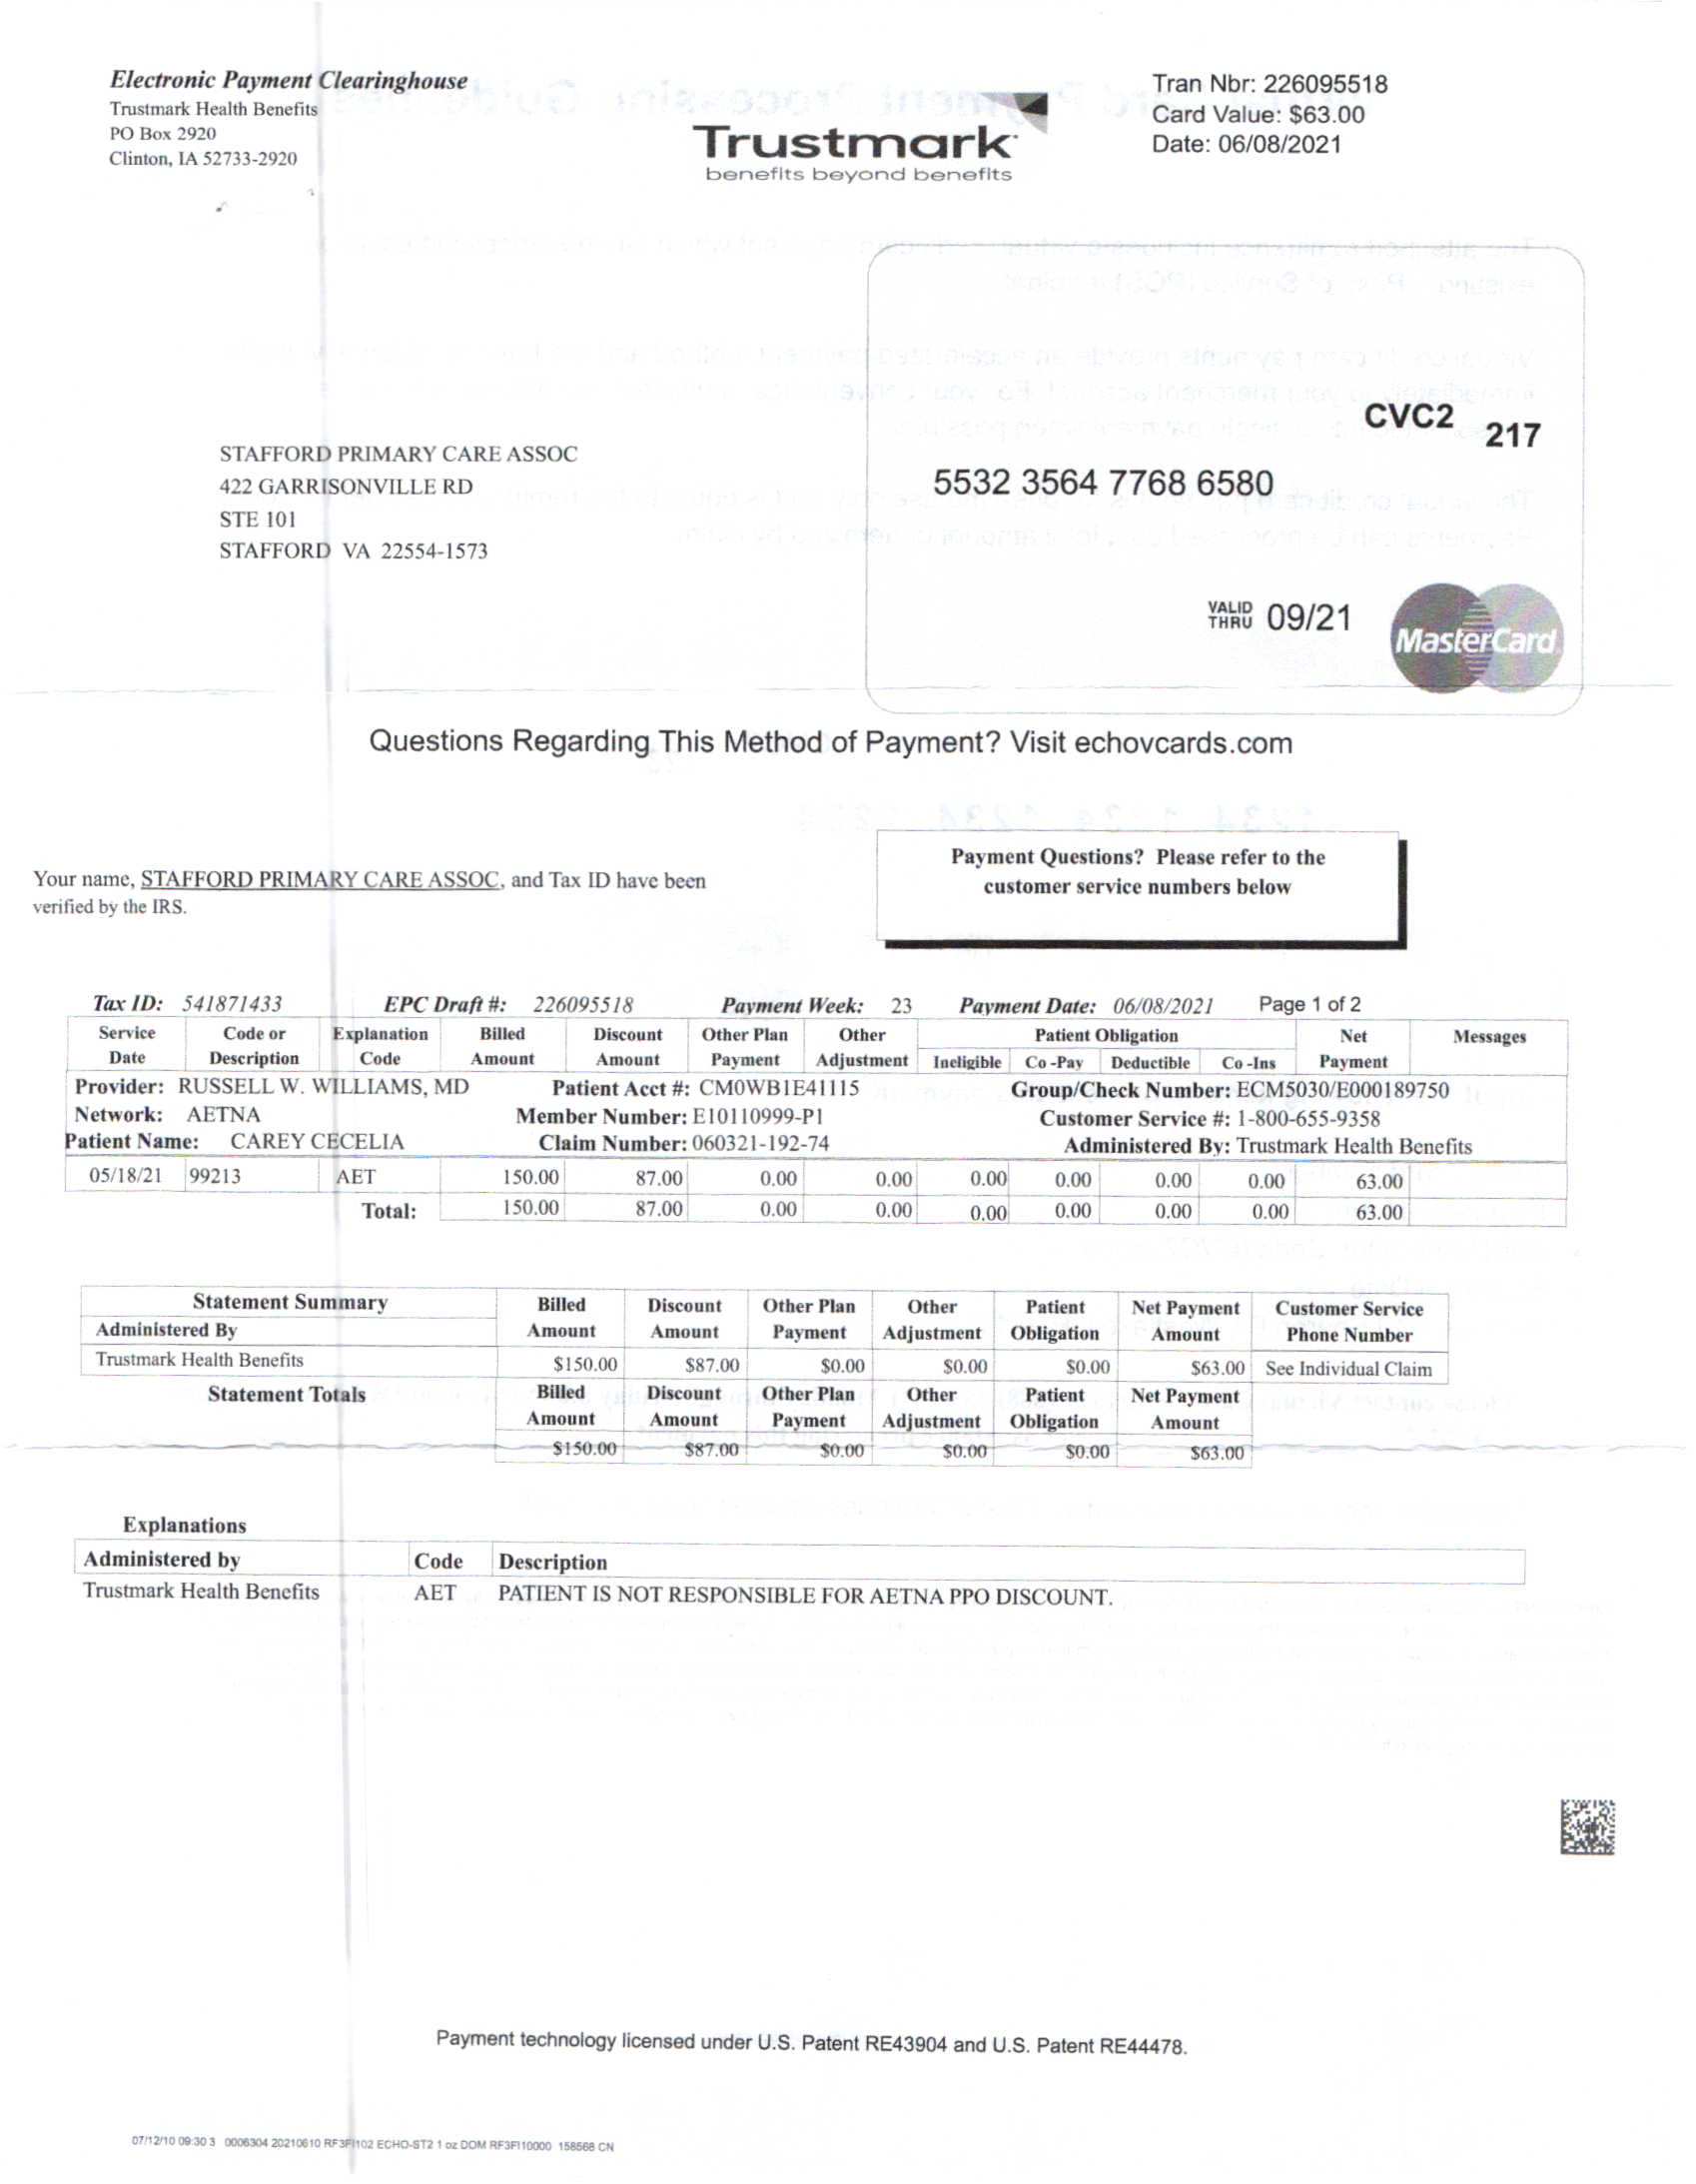 Electronic Payment Clearinghouse
Trustmark Health Benefits
PO Box 2920
Clinton, IA 52733-2920
Trustmark
benefits beyond benefits
Tran Nbr: 226095518
Card Value: $63.00
Date: 06/08/2021
STAFFORD PRIMARY CARE ASSOC
422 GARRISONVILLE RD
STE 101
STAFFORD VA 22554-1573
CVC2 217
5532 3564 7768 6580
VALID THRU 09/21
MasterCard
Questions Regarding This Method of Payment? Visit echovcards.com
Your name, STAFFORD PRIMARY CARE ASSOC, and Tax ID have been
verified by the IRS.
Payment Questions? Please refer to the
customer service numbers below
Tax ID: 541871433 EPC Draft #: 226095518 Payment Week: 23 Payment Date: 06/08/2021 Page 1 of 2
Service Code or Explanation Billed Discount Other Plan Other Patient Obligation Net Messages
Date Description Code Amount Amount Payment Adjustment Ineligible Co -Pay Deductible Co -Ins Payment
Provider: RUSSELL W. WILLIAMS, MD Patient Acct #: CM0WB1E41115 Group/Check Number: ECM5030/E000189750
Network: AETNA Member Number: E10110999-P1 Customer Service #: 1-800-655-9358
Patient Name: CAREY CECELIA Claim Number: 060321-192-74 Administered By: Trustmark Health Benefits
05/18/21 99213 AET 150.00 87.00 0.00 0.00 0.00 0.00 0.00 0.00 63.00
Total: 150.00 87.00 0.00 0.00 0.00 0.00 0.00 0.00 63.00
Statement Summary Billed Discount Other Plan Other Patient Net Payment Customer Service
Administered By Amount Amount Payment Adjustment Obligation Amount Phone Number
Trustmark Health Benefits $150.00 $87.00 $0.00 $0.00 $0.00 $63.00 See Individual Claim
Statement Totals Billed Discount Other Plan Other Patient Net Payment
Amount Amount Payment Adjustment Obligation Amount
$150.00 $87.00 $0.00 $0.00 $0.00 $63.00
Explanations
Administered by Code Description
Trustmark Health Benefits AET PATIENT IS NOT RESPONSIBLE FOR AETNA PPO DISCOUNT.
Payment technology licensed under U.S. Patent RE43904 and U.S. Patent RE44478.
07/12/10 09:30 3 0006304 20210610 RF3FI102 ECHO-ST2 1 oz DOM RF3FI10000 158568 CN